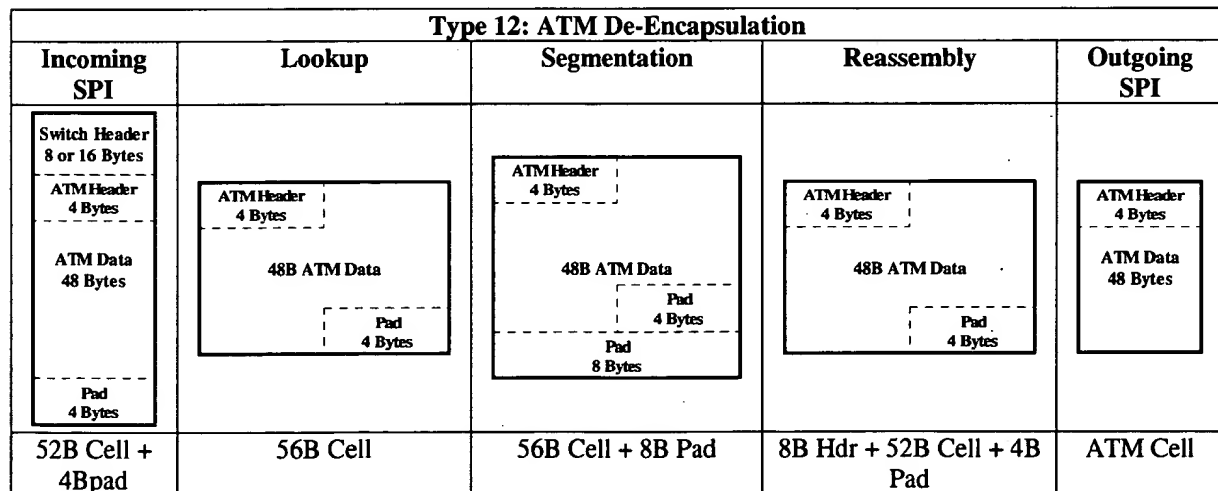 Type 12: ATM De-Encapsulation
Incoming
SPI
Lookup
Segmentation
Reassembly
Outgoing
SPI
Switch Header
8 or 16 Bytes
ATM Header
4 Bytes
ATM Data
48 Bytes
Pad
4 Bytes
ATM Header
4 Bytes
48B ATM Data
Pad
4 Bytes
ATM Header
4 Bytes
48B ATM Data
Pad
4 Bytes
Pad
8 Bytes
ATM Header
4 Bytes
48B ATM Data
Pad
4 Bytes
ATM Header
4 Bytes
ATM Data
48 Bytes
52B Cell +
4Bpad
56B Cell
56B Cell + 8B Pad
8B Hdr + 52B Cell + 4B
Pad
ATM Cell